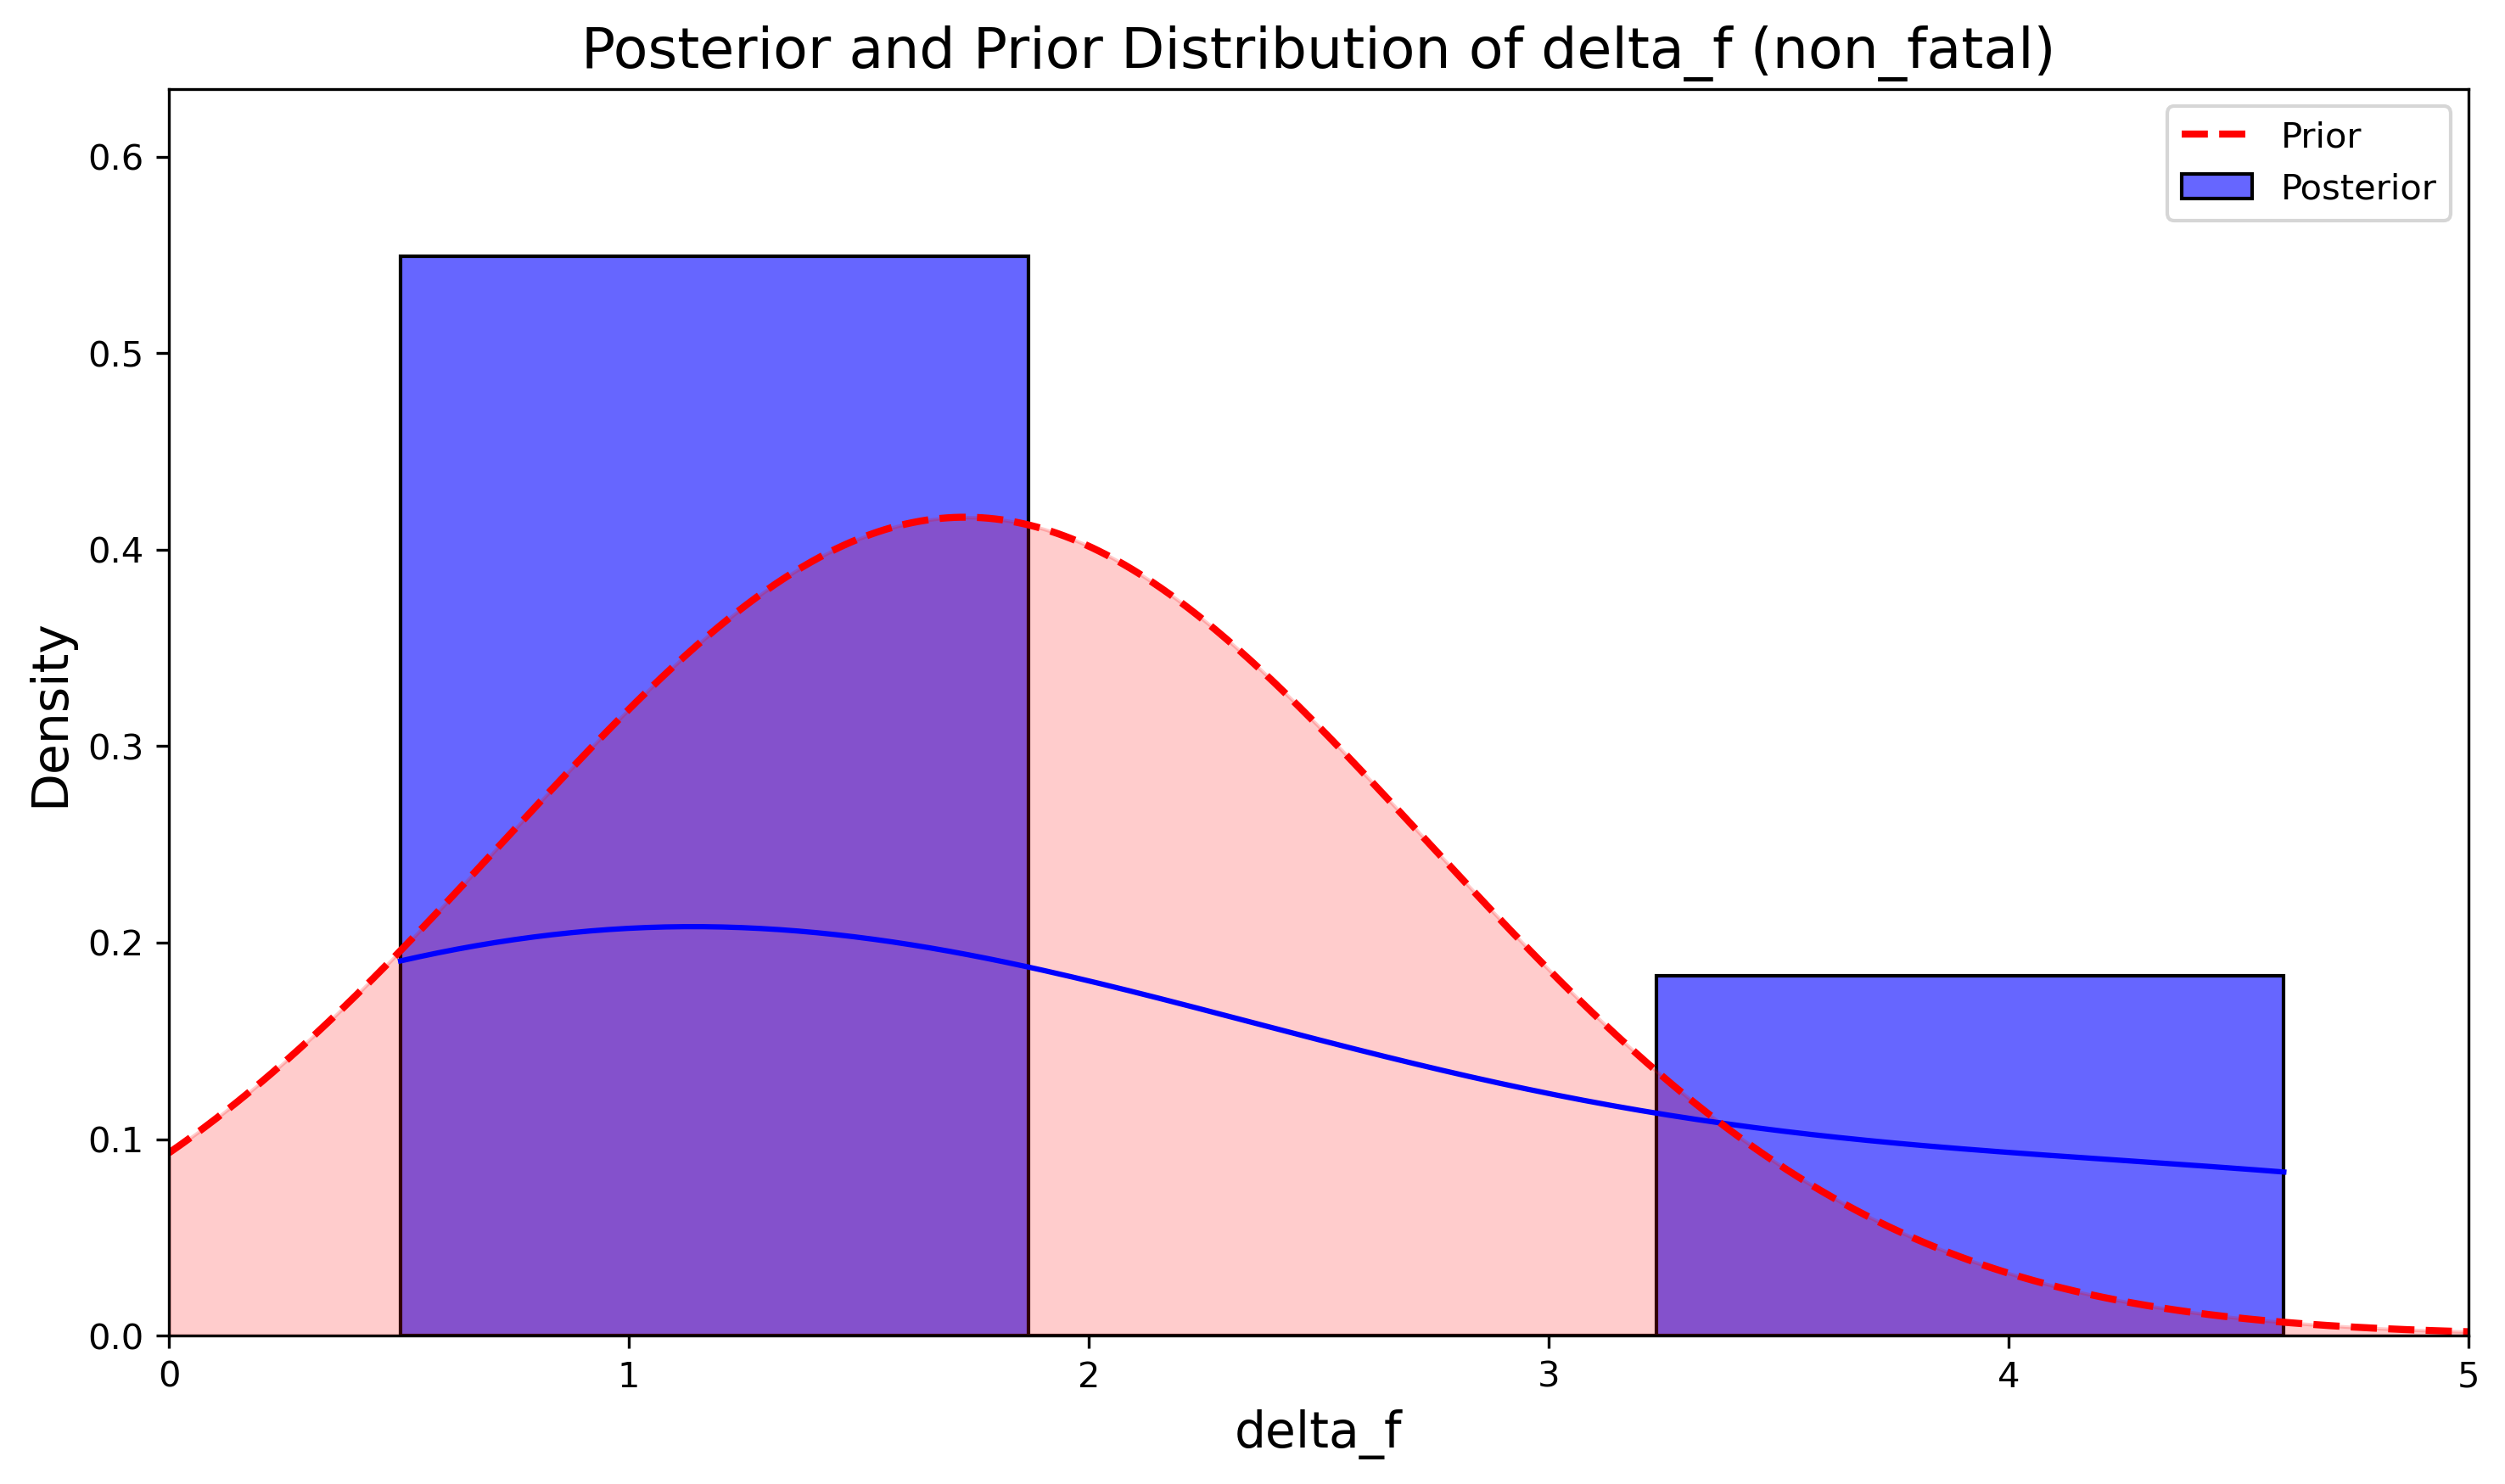 Posterior and Prior Distribution of delta_f (non_fatal)
Prior
Posterior
Density
0.6
0.5
0.4
0.3
0.2
0.1
0.0
0 1 2 3 4 5
delta_f